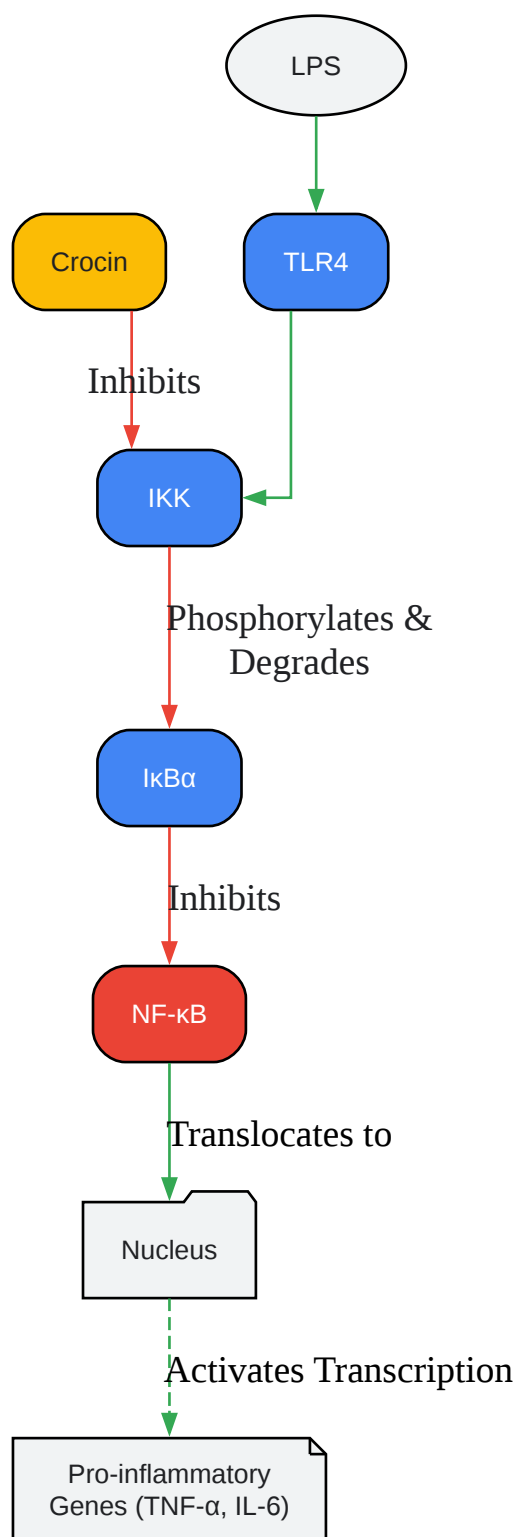 LPS
Crocin
TLR4
Inhibits
IKK
Phosphorylates &
Degrades
IκBα
Inhibits
NF-κB
Translocates to
Nucleus
Activates Transcription
Pro-inflammatory
Genes (TNF-α, IL-6)